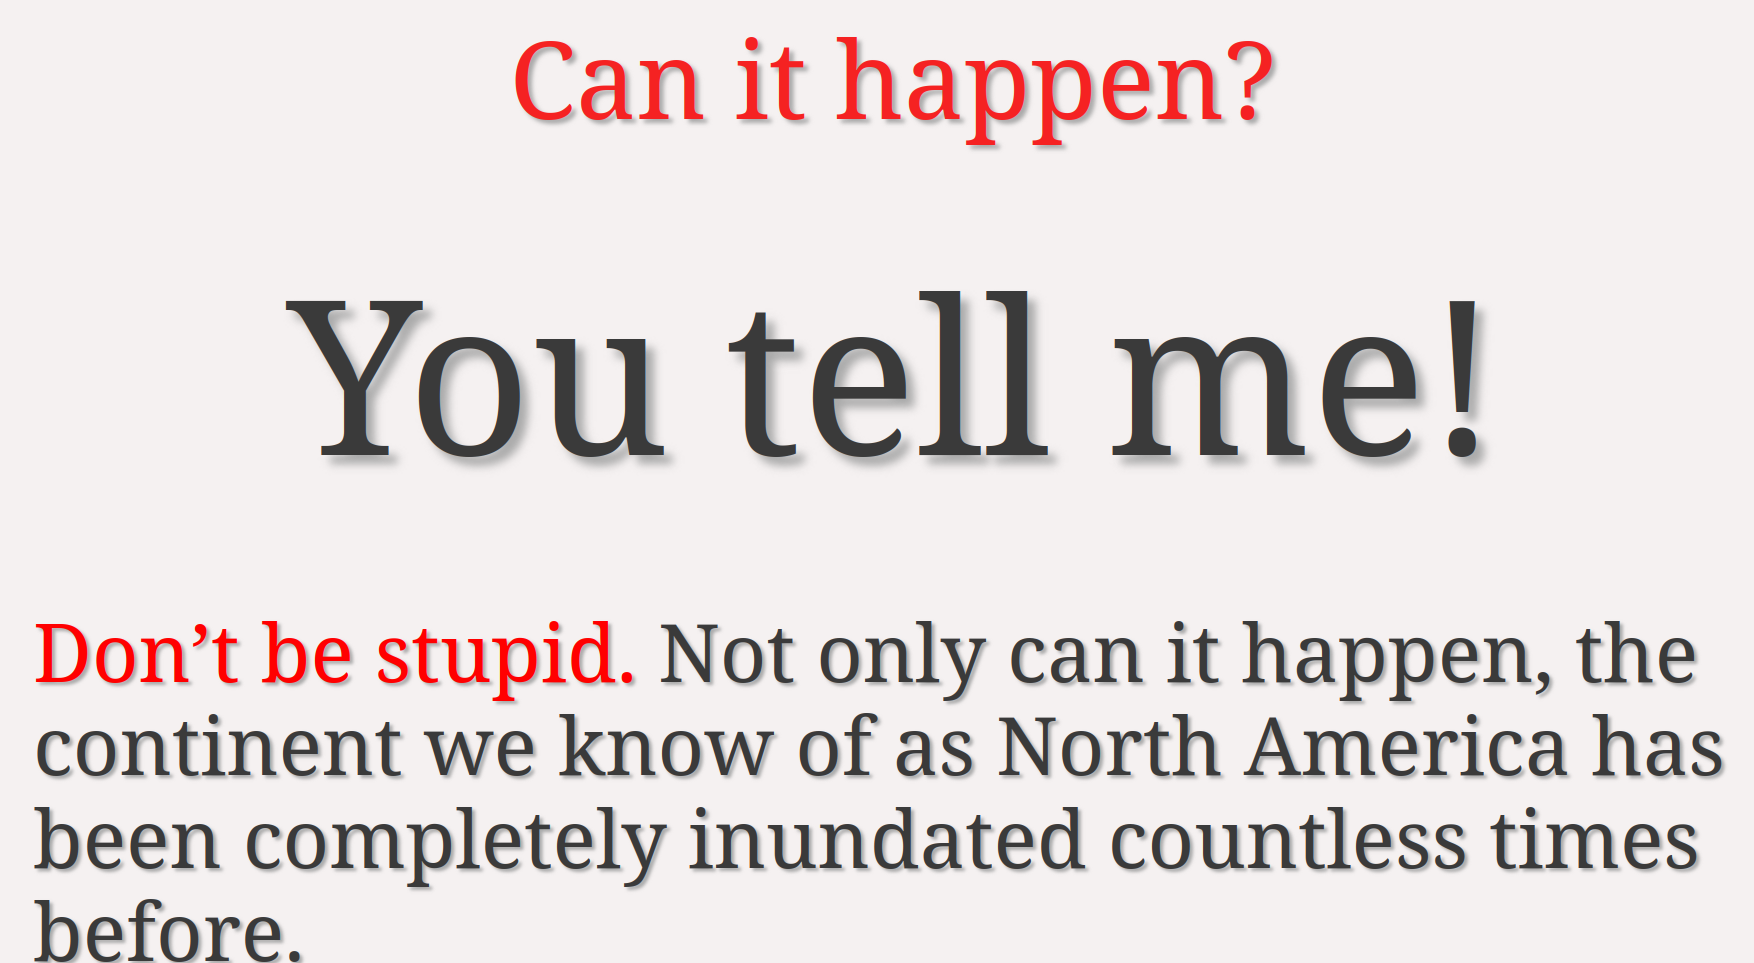 Can it happen?
You tell me!
Don’t be stupid. Not only can it happen, the
continent we know of as North America has
been completely inundated countless times
before.